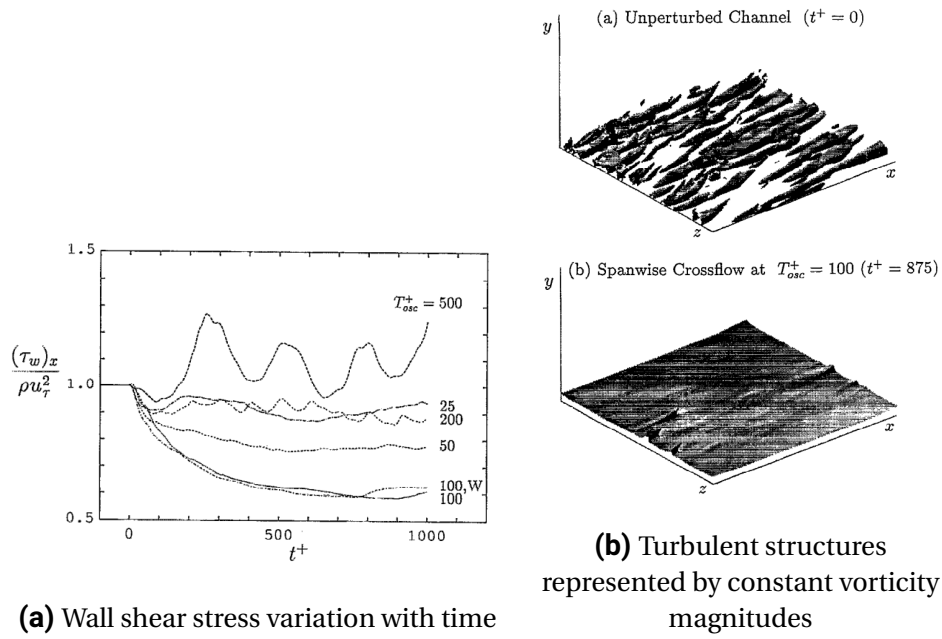 1.5
T⁺osc = 500
(τw)x
ρu²τ
1.0
25
200
50
100,W
100
0.5
0 500 1000
t⁺
(a) Wall shear stress variation with time
(a) Unperturbed Channel (t⁺ = 0)
y
x
z
(b) Spanwise Crossflow at T⁺osc = 100 (t⁺ = 875)
y
x
z
(b) Turbulent structures
represented by constant vorticity
magnitudes